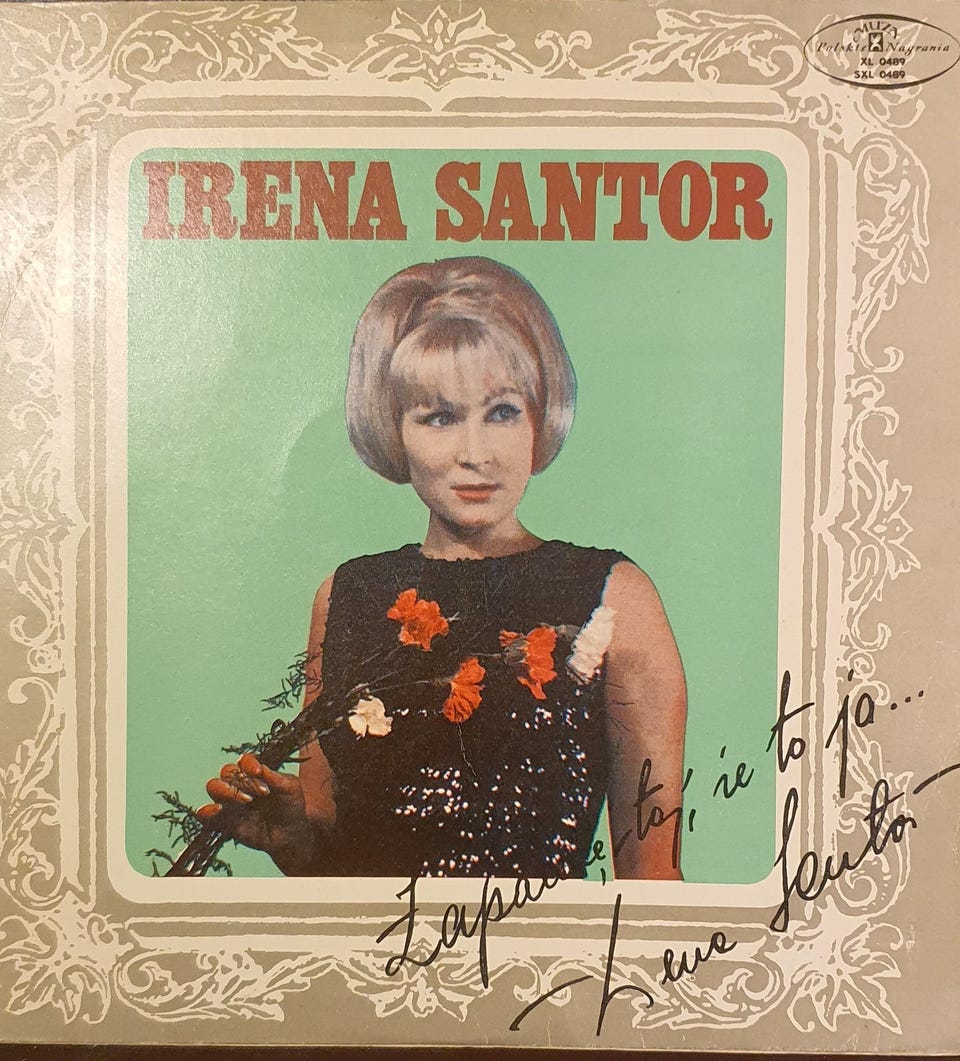 MUZA
Polskie Nagrania
XL 0489
SXL 0489
IRENA SANTOR
Zapamiętaj, że to ja...
Irena Santor